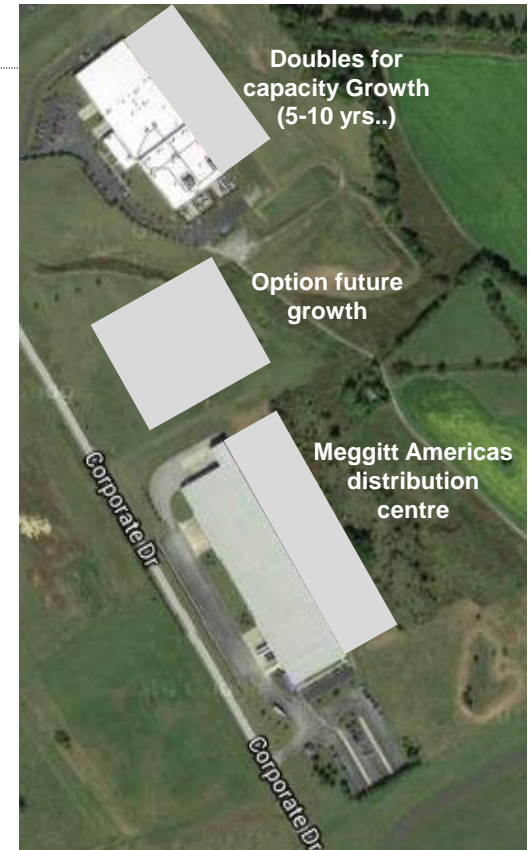 Doubles for
capacity Growth
(5-10 yrs..)
Option future
growth
Meggitt Americas
distribution
centre
Corporate Dr
Corporate Dr